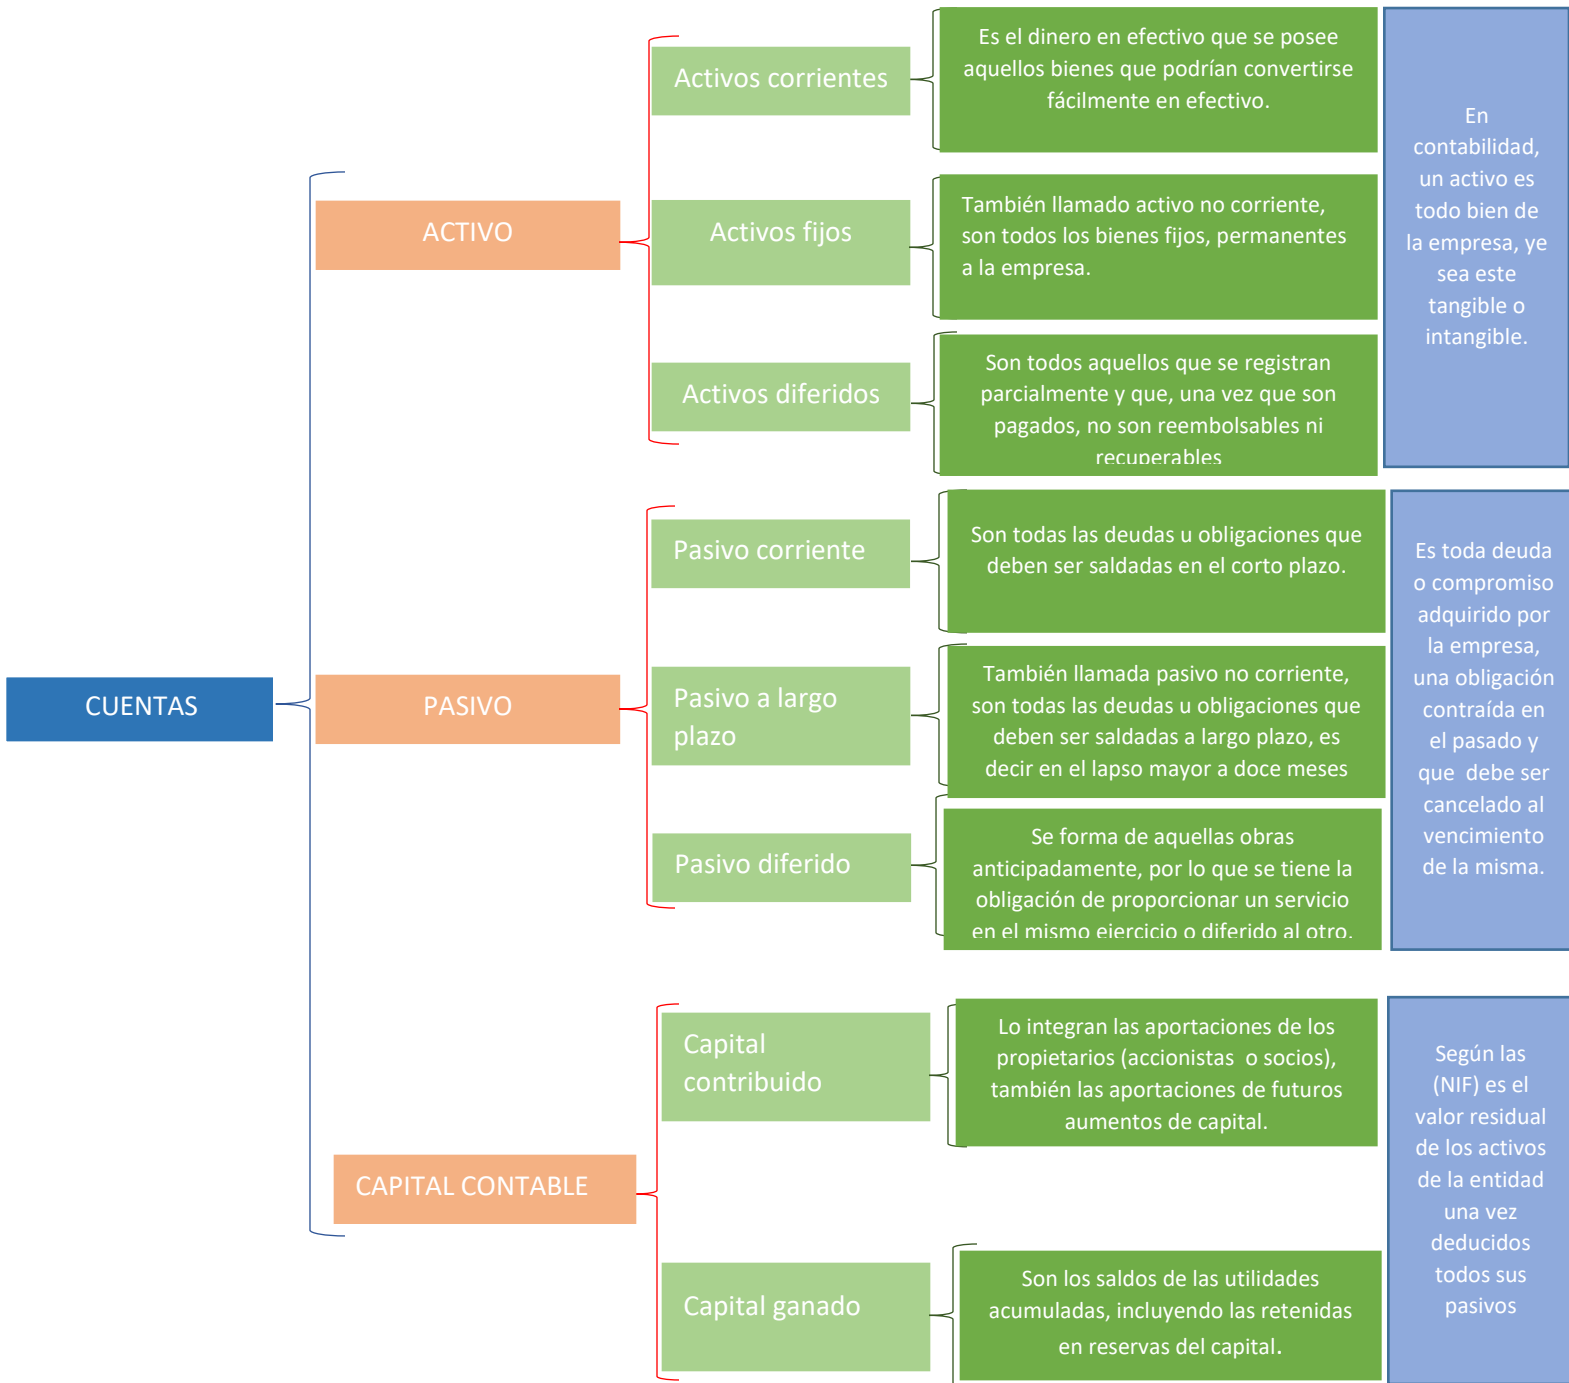 CUENTAS
ACTIVO
Activos corrientes
Es el dinero en efectivo que se posee
aquellos bienes que podrían convertirse
fácilmente en efectivo.
Activos fijos
También llamado activo no corriente,
son todos los bienes fijos, permanentes
a la empresa.
Activos diferidos
Son todos aquellos que se registran
parcialmente y que, una vez que son
pagados, no son reembolsables ni
recuperables
En
contabilidad,
un activo es
todo bien de
la empresa, ye
sea este
tangible o
intangible.
PASIVO
Pasivo corriente
Son todas las deudas u obligaciones que
deben ser saldadas en el corto plazo.
Pasivo a largo
plazo
También llamada pasivo no corriente,
son todas las deudas u obligaciones que
deben ser saldadas a largo plazo, es
decir en el lapso mayor a doce meses
Pasivo diferido
Se forma de aquellas obras
anticipadamente, por lo que se tiene la
obligación de proporcionar un servicio
en el mismo ejercicio o diferido al otro.
Es toda deuda
o compromiso
adquirido por
la empresa,
una obligación
contraída en
el pasado y
que  debe ser
cancelado al
vencimiento
de la misma.
CAPITAL CONTABLE
Capital
contribuido
Lo integran las aportaciones de los
propietarios (accionistas  o socios),
también las aportaciones de futuros
aumentos de capital.
Capital ganado
Son los saldos de las utilidades
acumuladas, incluyendo las retenidas
en reservas del capital.
Según las
(NIF) es el
valor residual
de los activos
de la entidad
una vez
deducidos
todos sus
pasivos